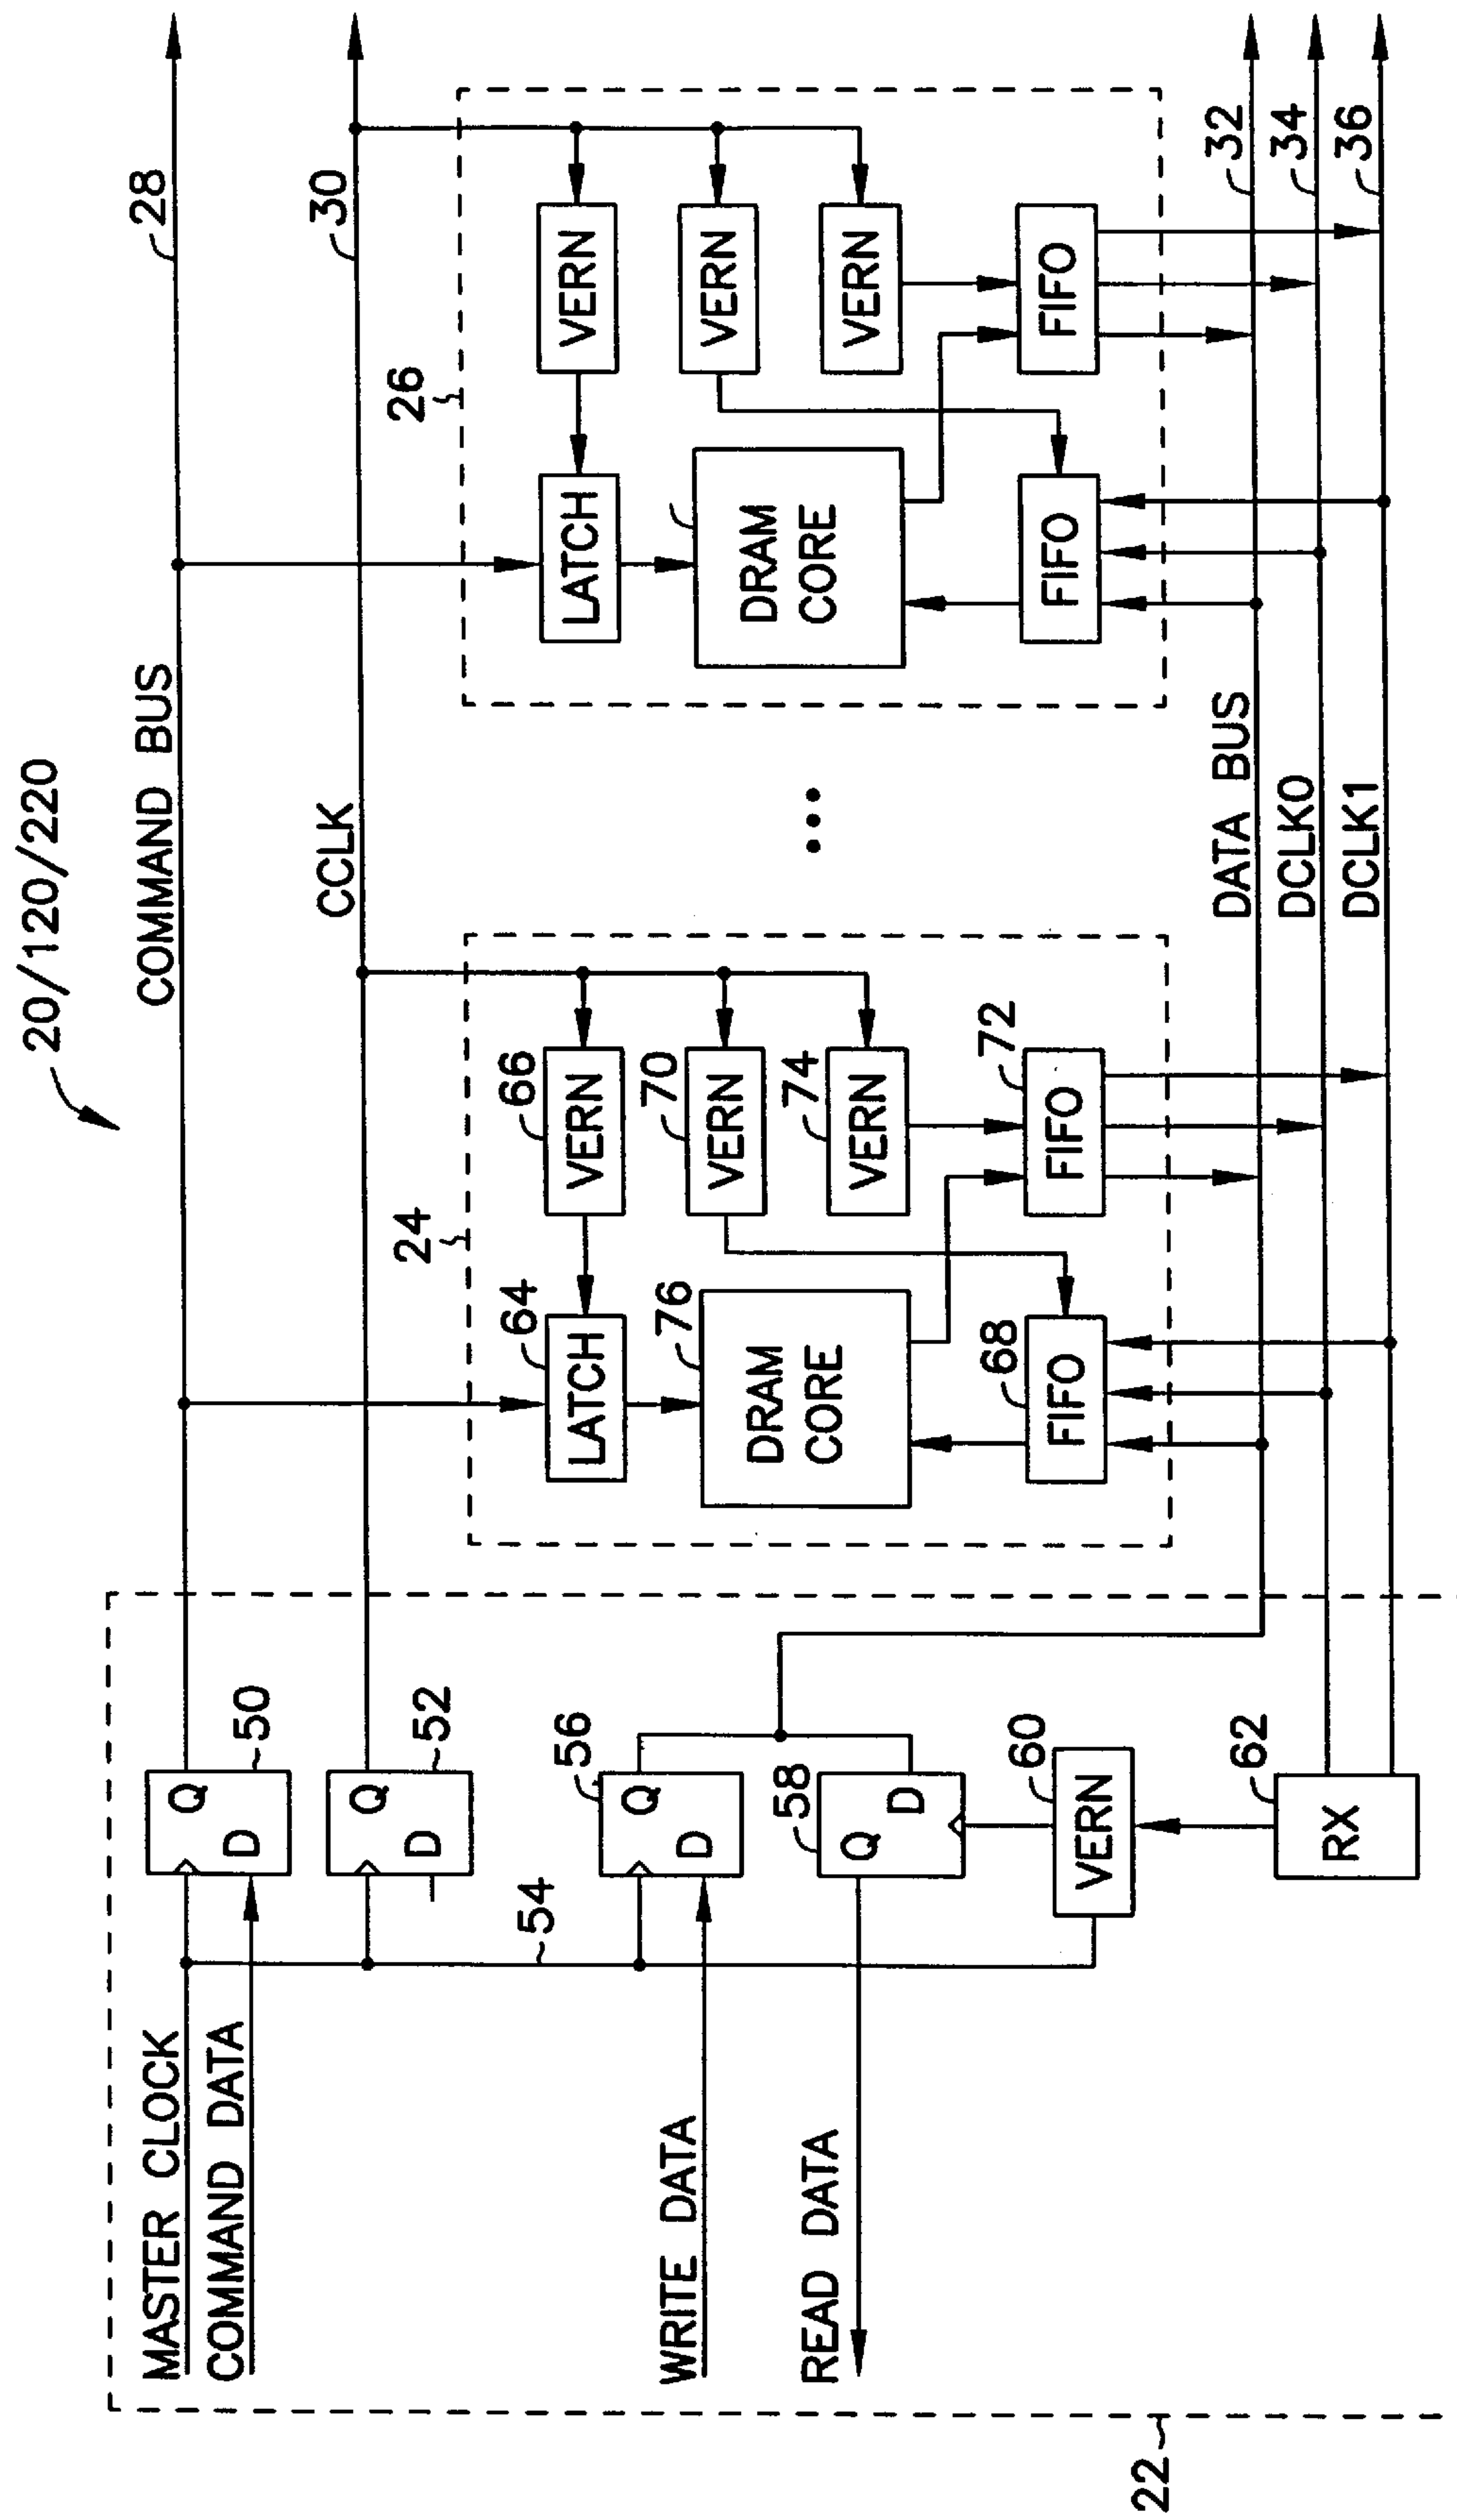 20/120/220
COMMAND BUS
28
CCLK
30
MASTER CLOCK
COMMAND DATA
Q
D
50
Q
D
52
54
WRITE DATA
Q
D
56
READ DATA
Q
D
58
VERN
60
RX
62
22
24
LATCH
64
VERN
66
VERN
70
VERN
74
DRAM
CORE
76
FIFO
68
FIFO
72
...
26
LATCH
VERN
VERN
VERN
DRAM
CORE
FIFO
FIFO
DATA BUS
32
DCLK0
34
DCLK1
36